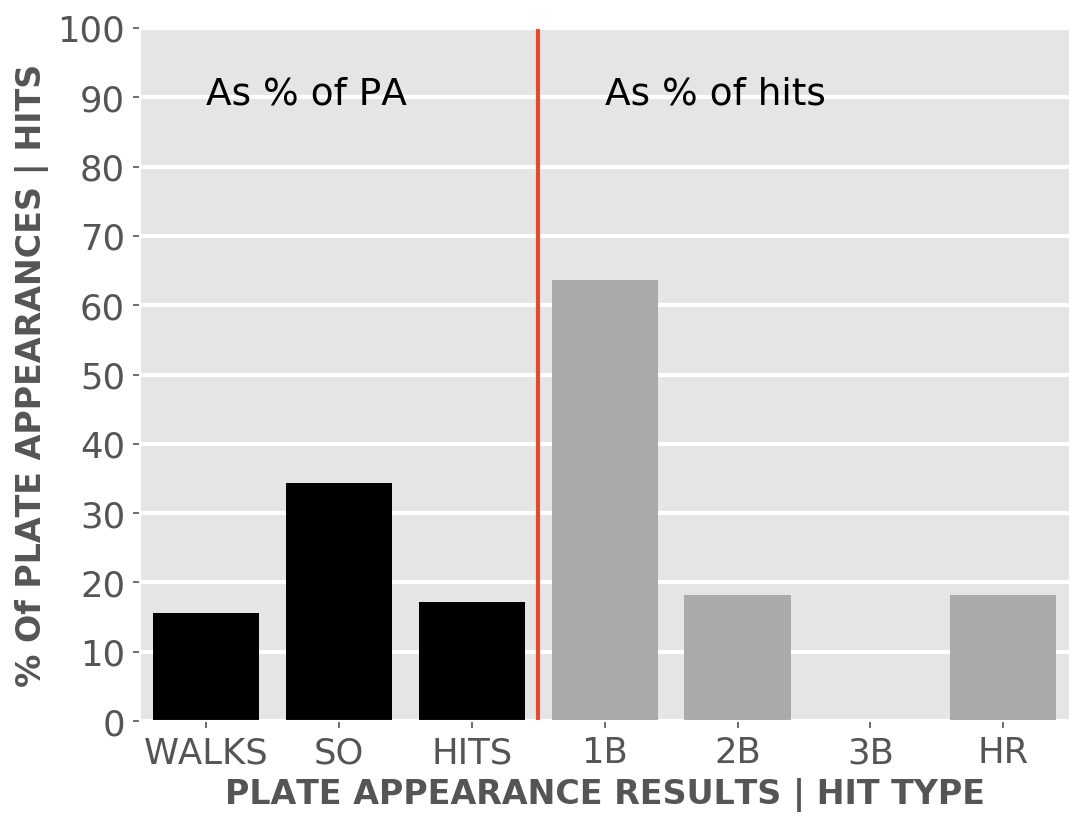 % Of PLATE APPEARANCES | HITS
100
90
80
70
60
50
40
30
20
10
0
As % of PA
As % of hits
WALKS SO HITS 1B 2B 3B HR
PLATE APPEARANCE RESULTS | HIT TYPE